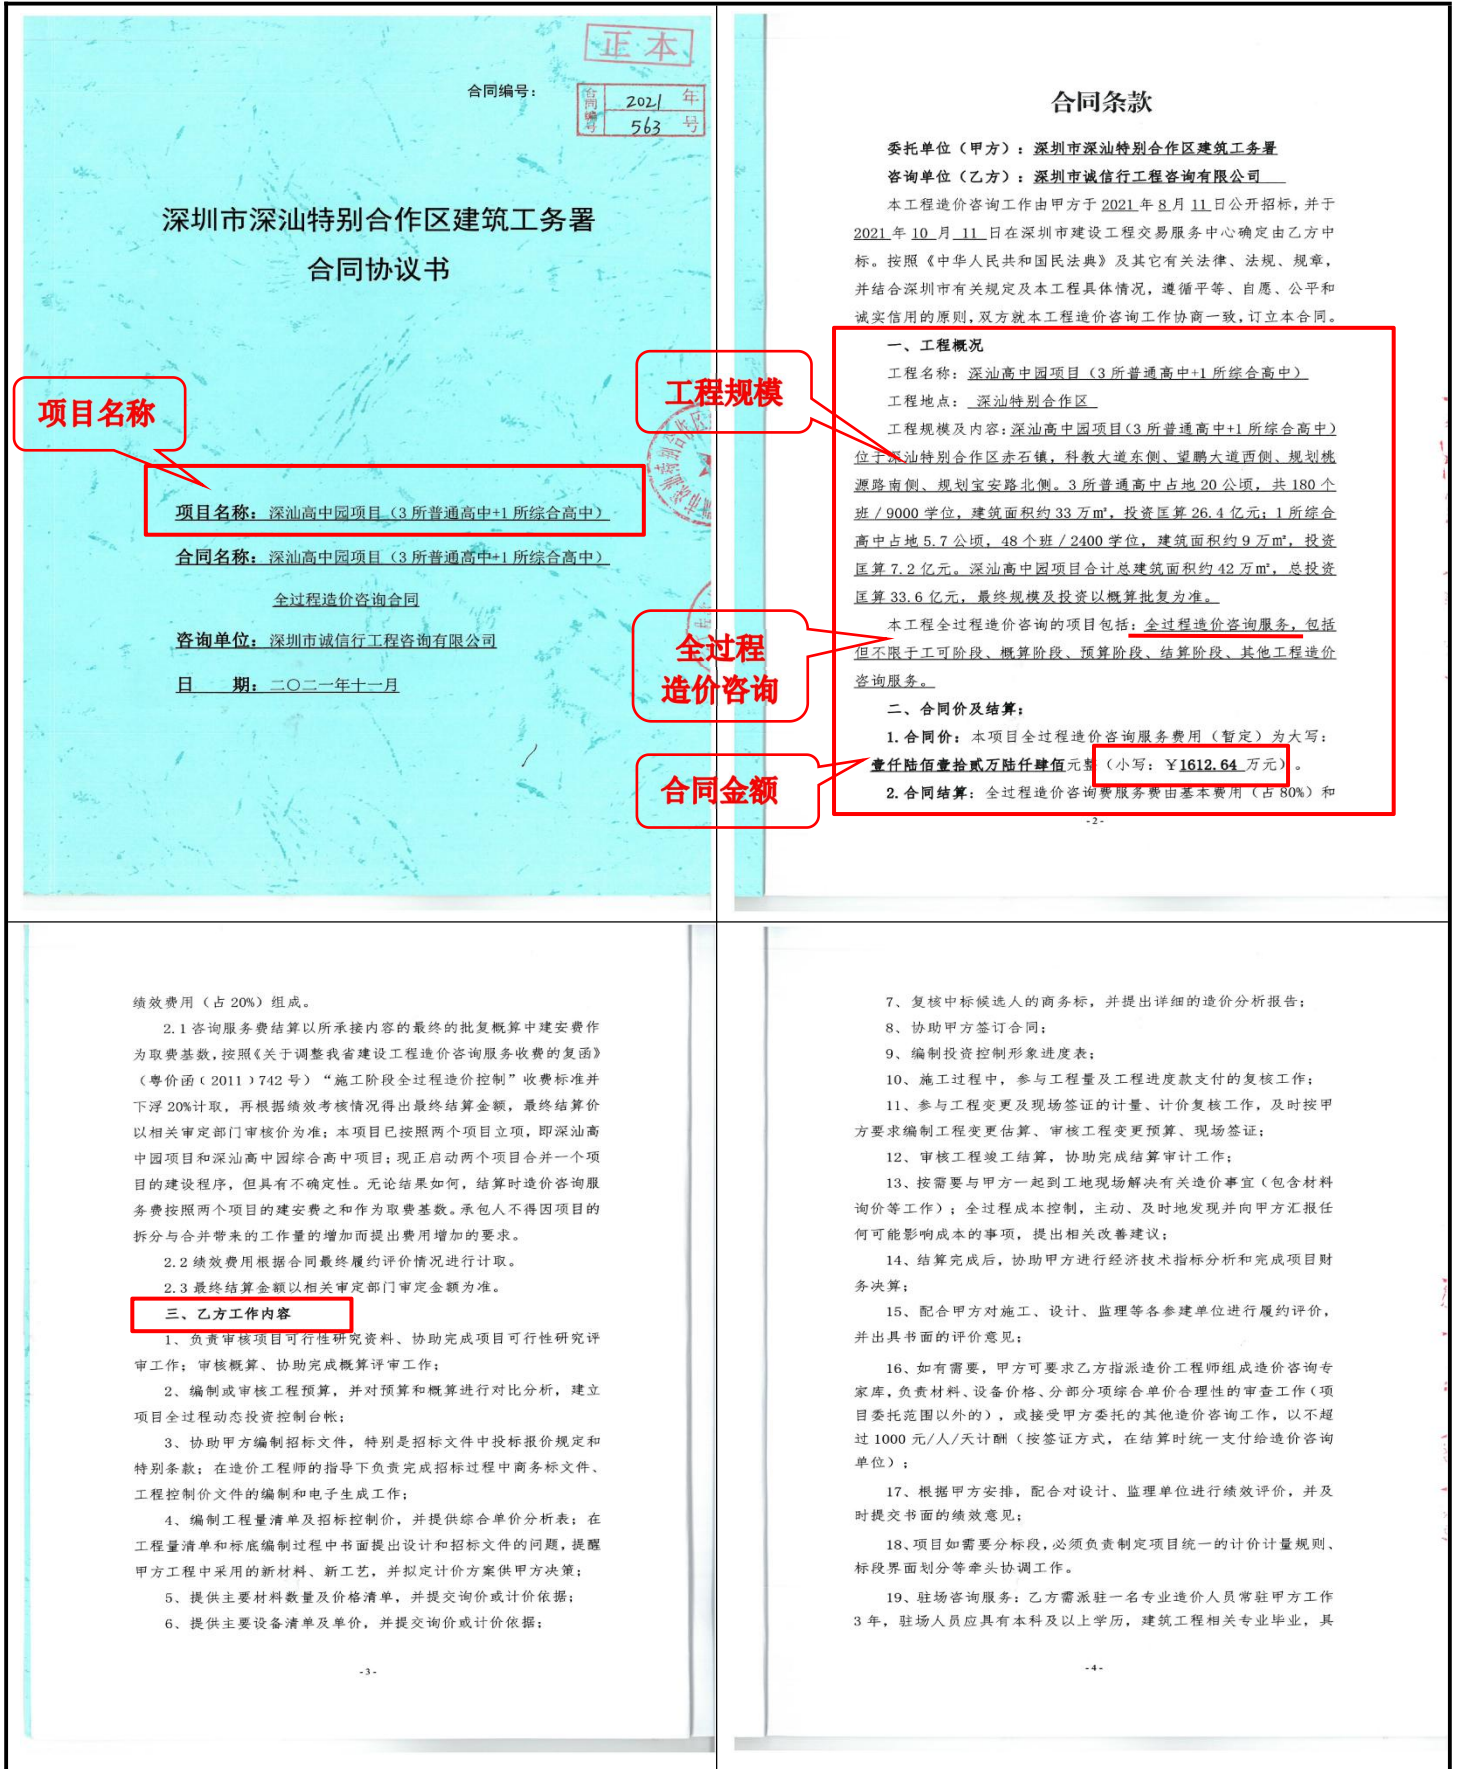 正本
合同编号：
合同编号 2021 年
563 号
深圳市深汕特别合作区建筑工务署
合同协议书
项目名称
项目名称：深汕高中园项目（3 所普通高中+1 所综合高中）
合同名称：深汕高中园项目（3 所普通高中+1 所综合高中）
全过程造价咨询合同
咨询单位：深圳市诚信行工程咨询有限公司
日 期：二〇二一年十一月
合同条款
委托单位（甲方）：深圳市深汕特别合作区建筑工务署
咨询单位（乙方）：深圳市诚信行工程咨询有限公司
本工程造价咨询工作由甲方于 2021 年 8 月 11 日公开招标，并于
2021 年 10 月 11 日在深圳市建设工程交易服务中心确定由乙方中
标。按照《中华人民共和国民法典》及其它有关法律、法规、规章，
并结合深圳市有关规定及本工程具体情况，遵循平等、自愿、公平和
诚实信用的原则，双方就本工程造价咨询工作协商一致，订立本合同。
一、工程概况
工程名称：深汕高中园项目（3 所普通高中+1 所综合高中）
工程地点：深汕特别合作区
工程规模
工程规模及内容：深汕高中园项目（3 所普通高中+1 所综合高中）
位于深汕特别合作区赤石镇，科教大道东侧、望鹏大道西侧、规划桃
源路南侧、规划宝安路北侧。3 所普通高中占地 20 公顷，共 180 个
班／9000 学位，建筑面积约 33 万㎡，投资匡算 26.4 亿元；1 所综合
高中占地 5.7 公顷，48 个班／2400 学位，建筑面积约 9 万㎡，投资
匡算 7.2 亿元。深汕高中园项目合计总建筑面积约 42 万㎡，总投资
匡算 33.6 亿元，最终规模及投资以概算批复为准。
全过程
造价咨询
本工程全过程造价咨询的项目包括：全过程造价咨询服务，包括
但不限于工可阶段、概算阶段、预算阶段、结算阶段、其他工程造价
咨询服务。
二、合同价及结算：
1.合同价：本项目全过程造价咨询服务费用（暂定）为大写：
壹仟陆佰壹拾贰万陆仟肆佰元整（小写：￥1612.64 万元）。
合同金额
2.合同结算：全过程造价咨询费服务费由基本费用（占 80%）和
-2-
绩效费用（占 20%）组成。
2.1 咨询服务费结算以所承接内容的最终的批复概算中建安费作
为取费基数，按照《关于调整我省建设工程造价咨询服务收费的复函》
（粤价函﹝2011﹞742 号）“施工阶段全过程造价控制”收费标准并
下浮 20%计取，再根据绩效考核情况得出最终结算金额，最终结算价
以相关审定部门审核价为准；本项目已按照两个项目立项，即深汕高
中园项目和深汕高中园综合高中项目；现正启动两个项目合并一个项
目的建设程序，但具有不确定性。无论结果如何，结算时造价咨询服
务费按照两个项目的建安费之和作为取费基数。承包人不得因项目的
拆分与合并带来的工作量的增加而提出费用增加的要求。
2.2 绩效费用根据合同最终履约评价情况进行计取。
2.3 最终结算金额以相关审定部门审定金额为准。
三、乙方工作内容
1、负责审核项目可行性研究资料、协助完成项目可行性研究评
审工作；审核概算、协助完成概算评审工作；
2、编制或审核工程预算，并对预算和概算进行对比分析，建立
项目全过程动态投资控制台帐；
3、协助甲方编制招标文件，特别是招标文件中投标报价规定和
特别条款；在造价工程师的指导下负责完成招标过程中商务标文件、
工程控制价文件的编制和电子生成工作；
4、编制工程量清单及招标控制价，并提供综合单价分析表；在
工程量清单和标底编制过程中书面提出设计和招标文件的问题，提醒
甲方工程中采用的新材料、新工艺，并拟定计价方案供甲方决策；
5、提供主要材料数量及价格清单，并提交询价或计价依据；
6、提供主要设备清单及单价，并提交询价或计价依据；
-3-
7、复核中标候选人的商务标，并提出详细的造价分析报告；
8、协助甲方签订合同；
9、编制投资控制形象进度表；
10、施工过程中，参与工程量及工程进度款支付的复核工作；
11、参与工程变更及现场签证的计量、计价复核工作，及时按甲
方要求编制工程变更估算、审核工程变更预算、现场签证；
12、审核工程竣工结算，协助完成结算审计工作；
13、按需要与甲方一起到工地现场解决有关造价事宜（包含材料
询价等工作）；全过程成本控制，主动、及时地发现并向甲方汇报任
何可能影响成本的事项，提出相关改善建议；
14、结算完成后，协助甲方进行经济技术指标分析和完成项目财
务决算；
15、配合甲方对施工、设计、监理等各参建单位进行履约评价，
并出具书面的评价意见；
16、如有需要，甲方可要求乙方指派造价工程师组成造价咨询专
家库，负责材料、设备价格、分部分项综合单价合理性的审查工作（项
目委托范围以外的），或接受甲方委托的其他造价咨询工作，以不超
过 1000 元/人/天计酬（按签证方式，在结算时统一支付给造价咨询
单位）；
17、根据甲方安排，配合对设计、监理单位进行绩效评价，并及
时提交书面的绩效意见；
18、项目如需要分标段，必须负责制定项目统一的计价计量规则、
标段界面划分等牵头协调工作。
19、驻场咨询服务：乙方需派驻一名专业造价人员常驻甲方工作
3 年，驻场人员应具有本科及以上学历，建筑工程相关专业毕业，具
-4-